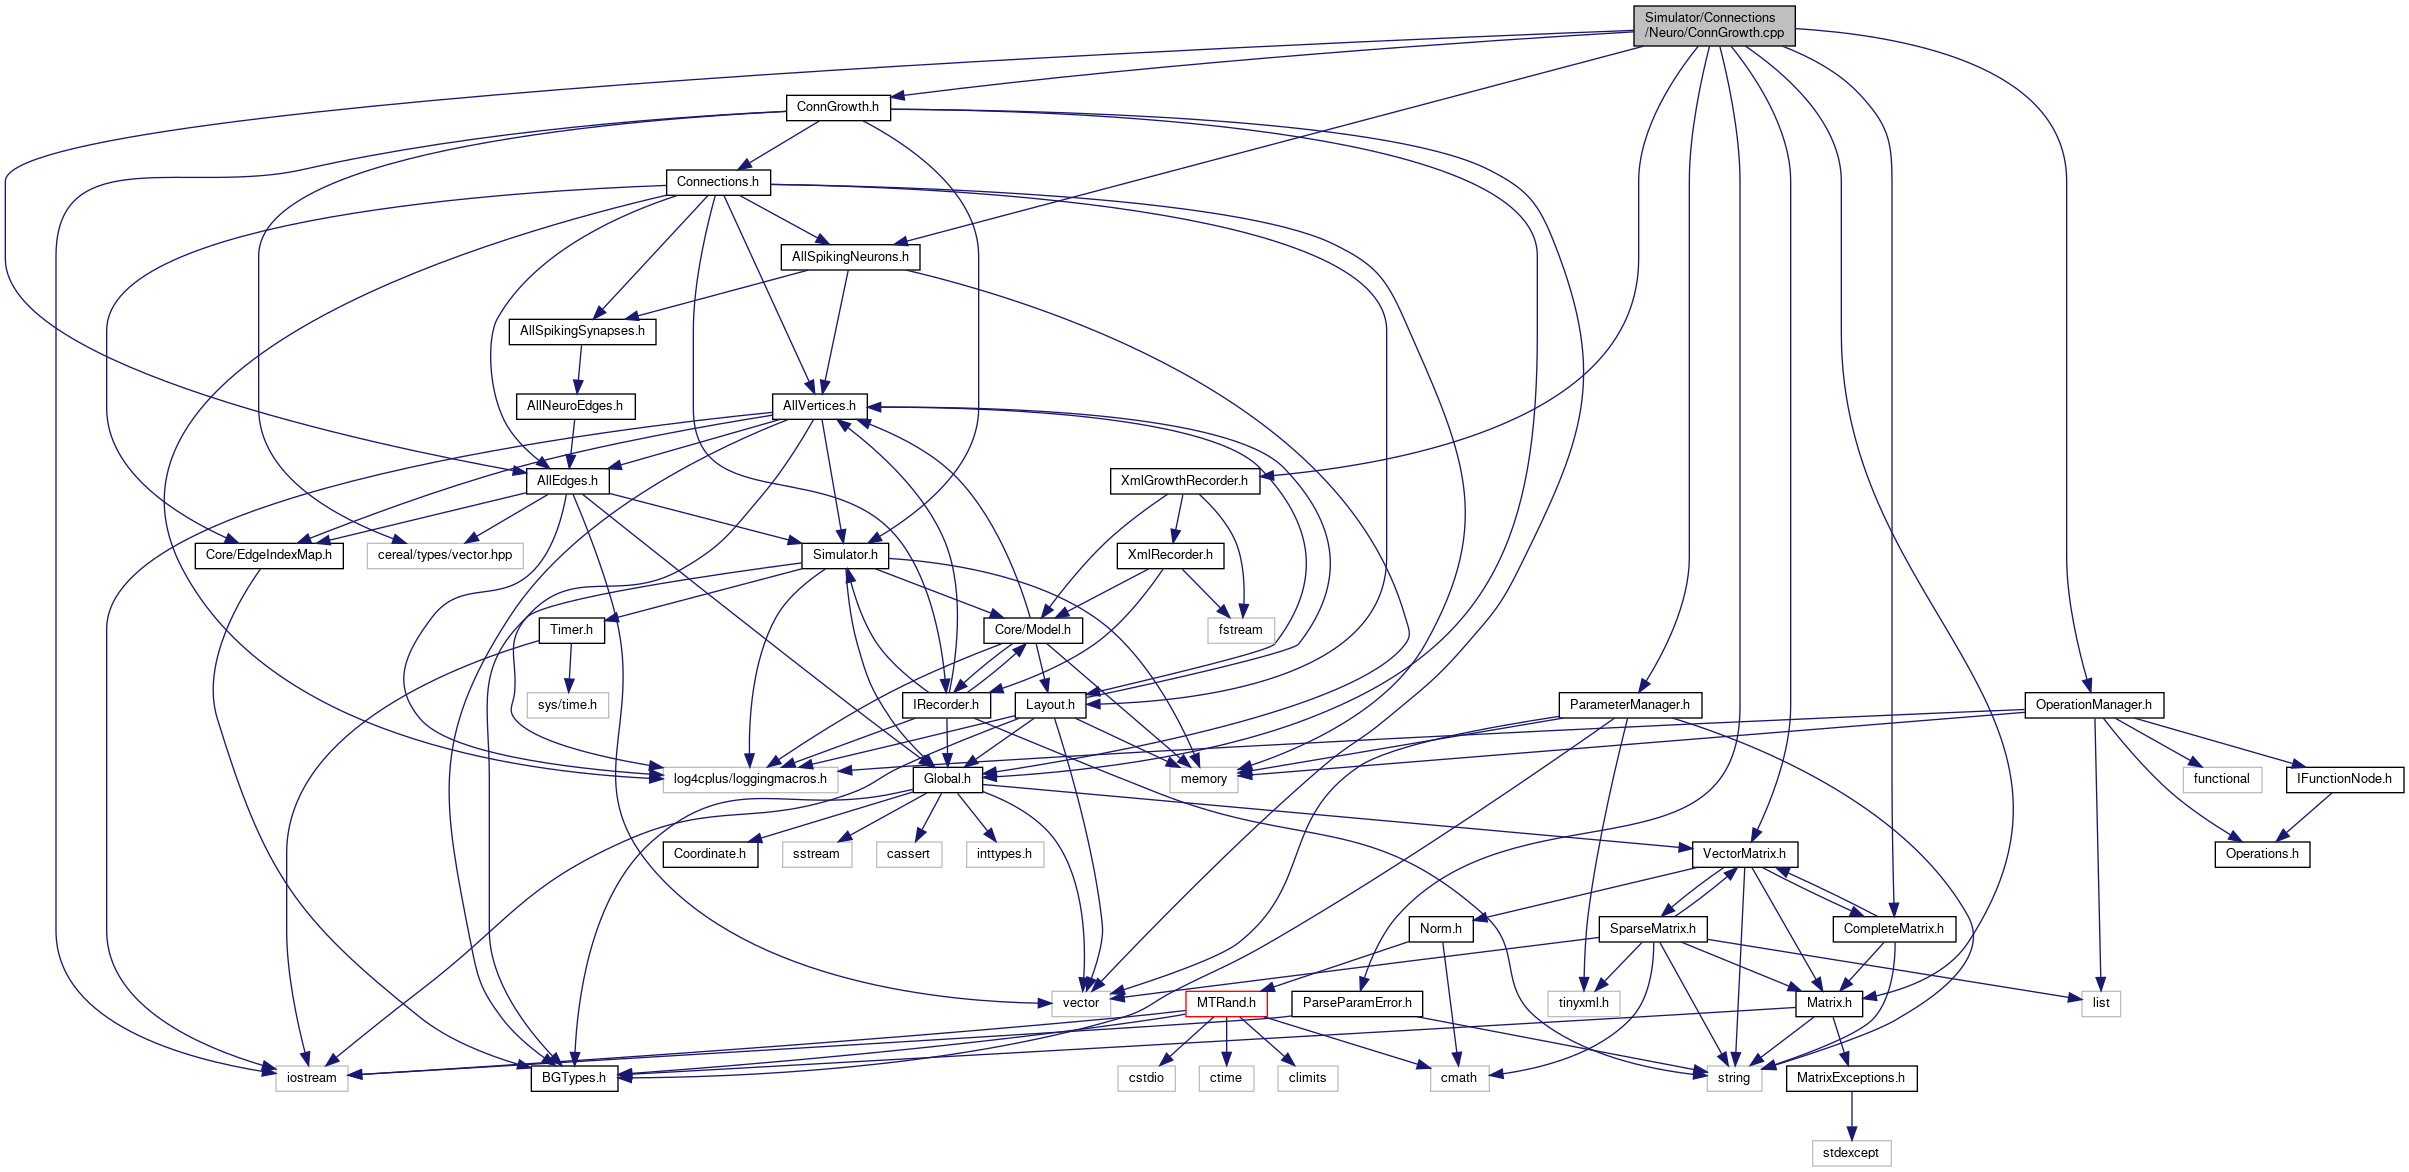 Simulator/Connections
/Neuro/ConnGrowth.cpp
ConnGrowth.h
Connections.h
AllSpikingNeurons.h
AllSpikingSynapses.h
AllNeuroEdges.h
AllVertices.h
AllEdges.h
XmlGrowthRecorder.h
Core/EdgeIndexMap.h
cereal/types/vector.hpp
Simulator.h
XmlRecorder.h
Timer.h
Core/Model.h
fstream
sys/time.h
IRecorder.h
Layout.h
ParameterManager.h
OperationManager.h
log4cplus/loggingmacros.h
Global.h
memory
functional
IFunctionNode.h
Coordinate.h
sstream
cassert
inttypes.h
VectorMatrix.h
Operations.h
Norm.h
SparseMatrix.h
CompleteMatrix.h
vector
MTRand.h
ParseParamError.h
tinyxml.h
Matrix.h
list
iostream
BGTypes.h
cstdio
ctime
climits
cmath
string
MatrixExceptions.h
stdexcept